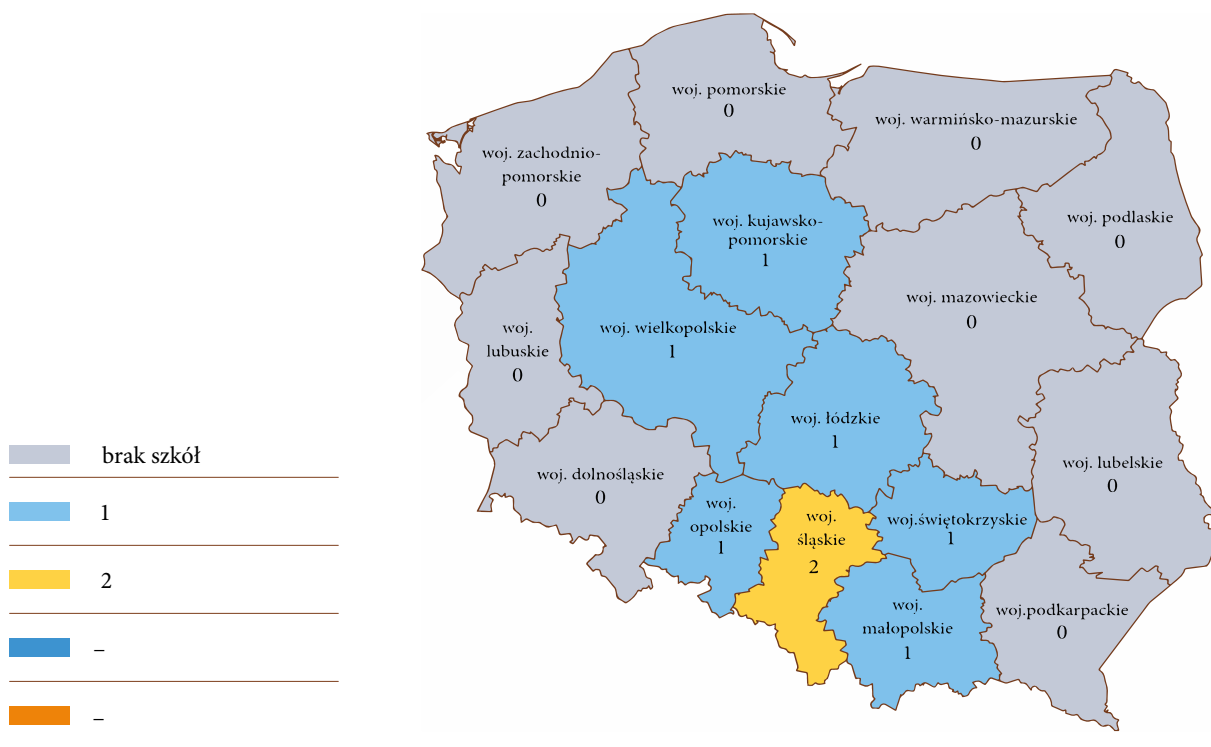 woj. pomorskie
0
woj. warmińsko-mazurskie
0
woj. zachodnio-
pomorskie
0
woj. podlaskie
0
woj. kujawsko-
pomorskie
1
woj. mazowieckie
0
woj. wielkopolskie
1
woj.
lubuskie
0
woj. łódzkie
1
woj. lubelskie
0
woj. dolnośląskie
0
woj.
opolskie
1
woj.
śląskie
2
woj.świętokrzyskie
1
woj.
małopolskie
1
woj.podkarpackie
0
brak szkół
1
2
–
–